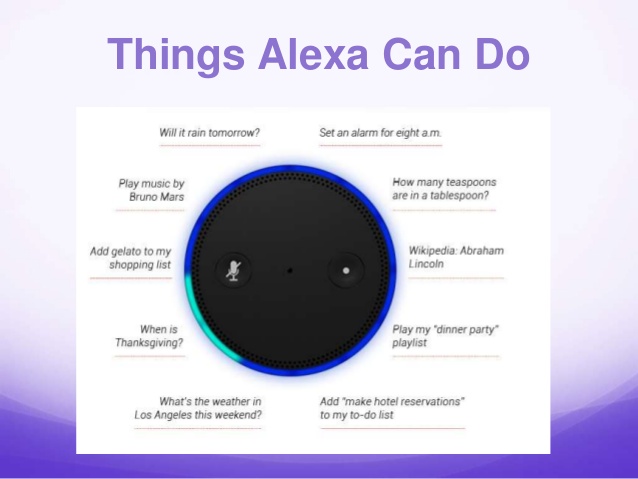 Things Alexa Can Do
Will it rain tomorrow?
Set an alarm for eight a.m.
Play music by
Bruno Mars
How many teaspoons
are in a tablespoon?
Add gelato to my
shopping list
Wikipedia: Abraham
Lincoln
When is
Thanksgiving?
Play my "dinner party"
playlist
What's the weather in
Los Angeles this weekend?
Add "make hotel reservations"
to my to-do list